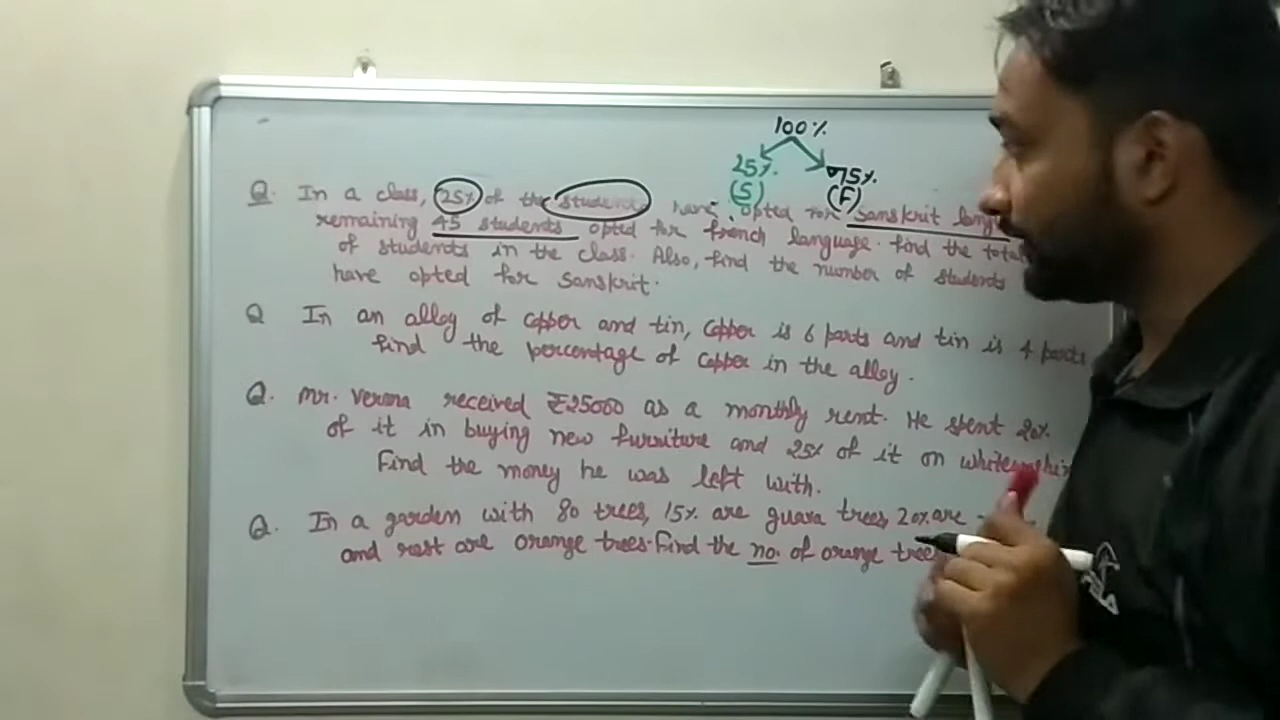 100%
25% 75%
(S) (F)
Q. In a class, 25% of the student have opted for Sanskrit lang
remaining 45 students opted for french language. find the total
of students in the class. Also, find the number of students
have opted for Sanskrit.
Q In an alloy of copper and tin, copper is 6 parts and tin is 4 parts
find the percentage of copper in the alloy.
Q. Mr. Verma received ₹25000 as a monthly rent. He spent 20%
of it in buying new furniture and 25% of it on
Find the money he was left with.
Q. In a garden with 80 trees, 15% are guava trees, 20% are
and rest are orange trees. Find the no. of orange tree